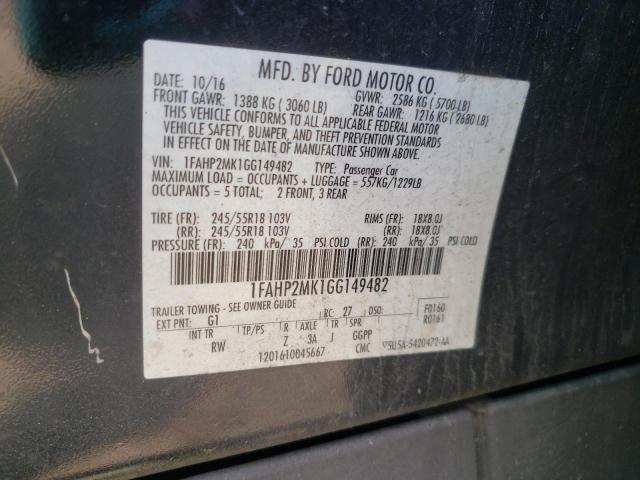 MFD. BY FORD MOTOR CO.
DATE: 10/16 GVWR: 2586 KG ( 5700 LB)
FRONT GAWR: 1388 KG ( 3060 LB) REAR GAWR: 1216 KG ( 2680 LB)
THIS VEHICLE CONFORMS TO ALL APPLICABLE FEDERAL MOTOR
VEHICLE SAFETY, BUMPER, AND THEFT PREVENTION STANDARDS
IN EFFECT ON THE DATE OF MANUFACTURE SHOWN ABOVE.
VIN: 1FAHP2MK1GG149482 TYPE: Passenger Car
MAXIMUM LOAD = OCCUPANTS + LUGGAGE = 557KG/1229LB
OCCUPANTS = 5 TOTAL; 2 FRONT, 3 REAR
TIRE (FR): 245/55R18 103V RIMS (FR): 18X8.0J
(RR): 245/55R18 103V (RR): 18X8.0J
PRESSURE (FR): 240 kPa/ 35 PSI COLD (RR): 240 kPa/ 35 PSI COLD
1FAHP2MK1GG149482
TRAILER TOWING - SEE OWNER GUIDE RC: 27 DSO: F0160
EXT PNT: G1 R0161
INT TR TP/PS R AXLE TR SPR
RW Z 3A J GGPP
1201610045667 CMC 5U5A-5420472-AA